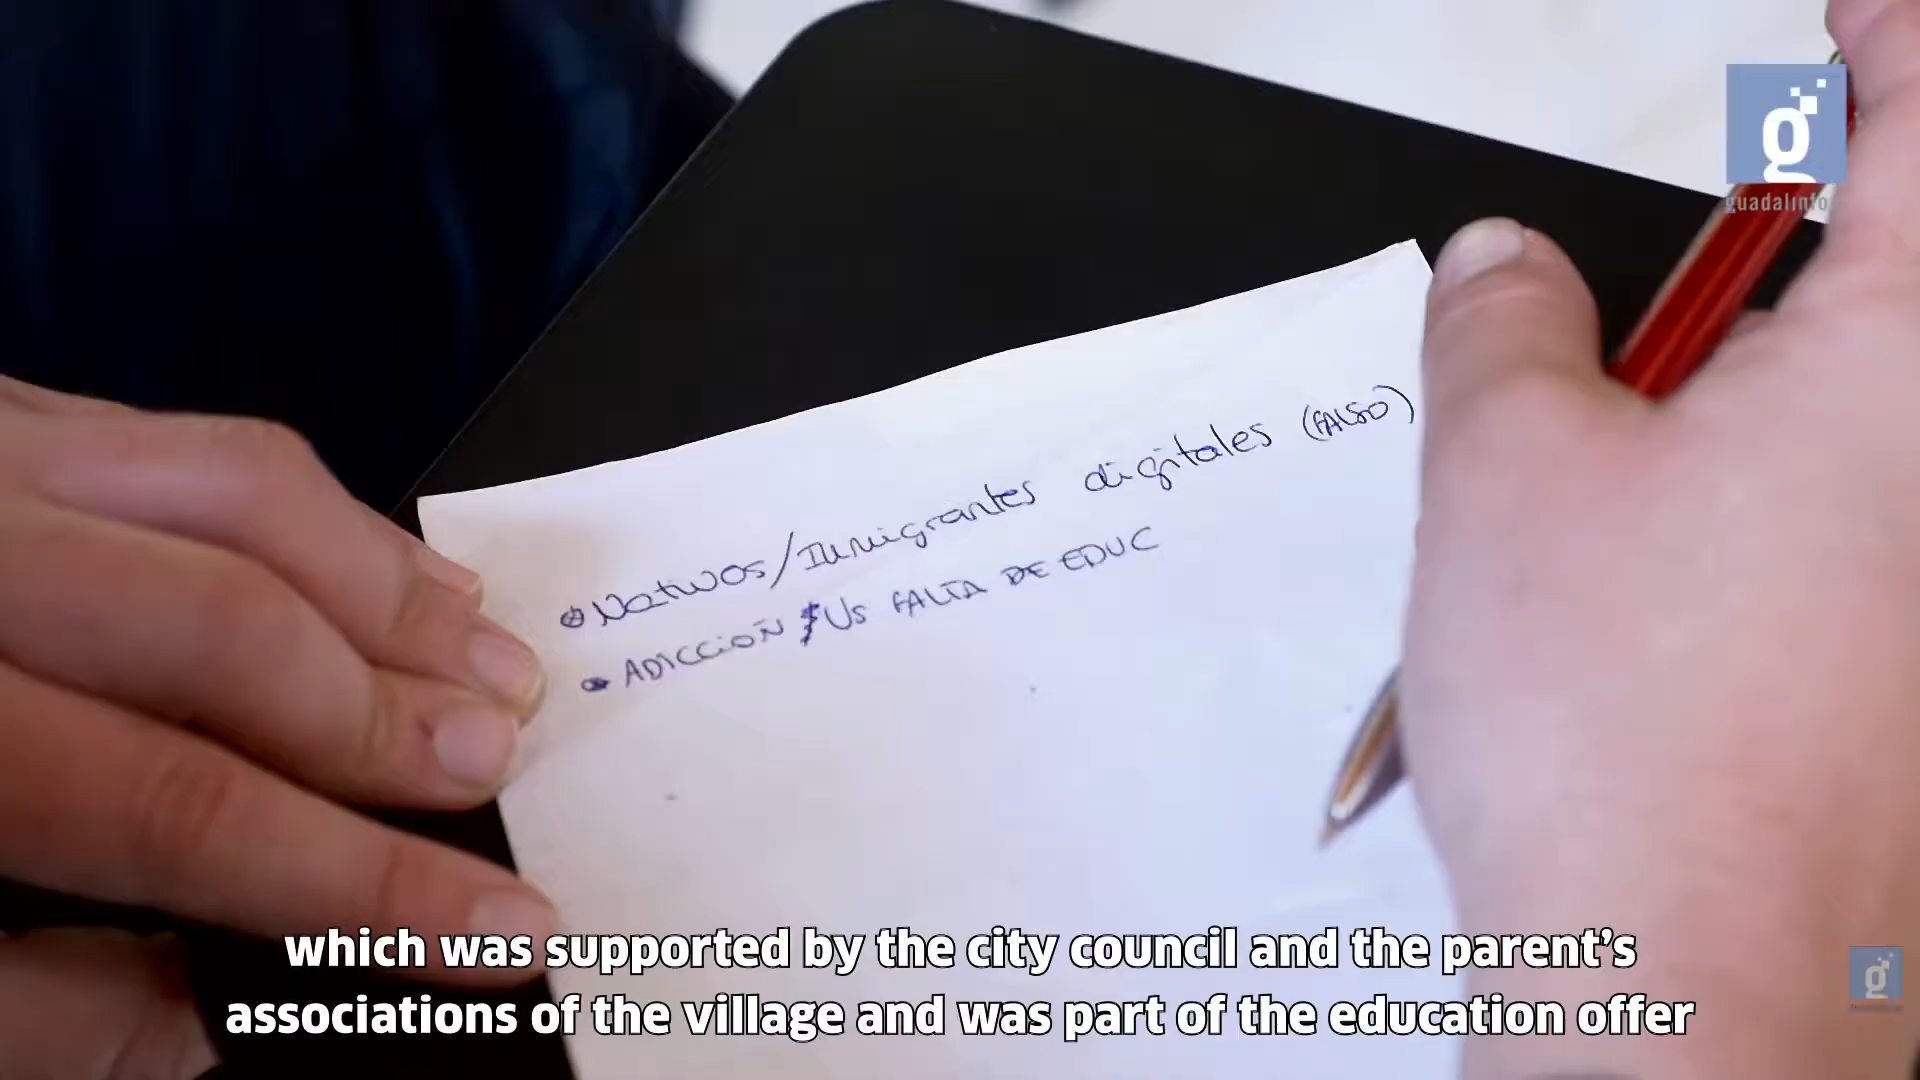 g
guadalinfo
Nativos/Inmigrantes digitales (FALSO)
ADICCIÓN Vs FALTA DE EDUC
which was supported by the city council and the parent's
associations of the village and was part of the education offer
g